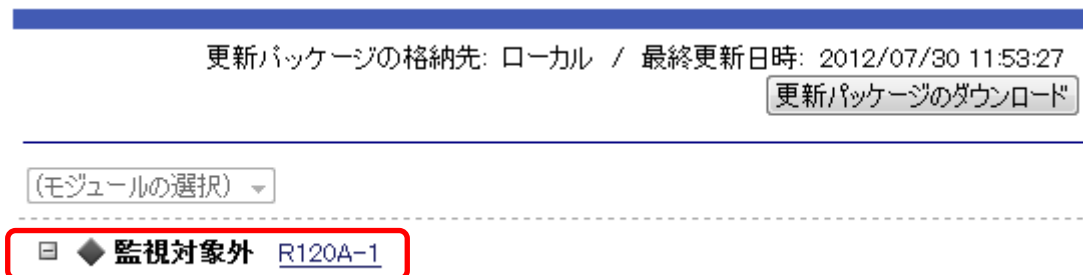 更新パッケージの格納先: ローカル / 最終更新日時: 2012/07/30 11:53:27
更新パッケージのダウンロード
(モジュールの選択)
監視対象外 R120A-1